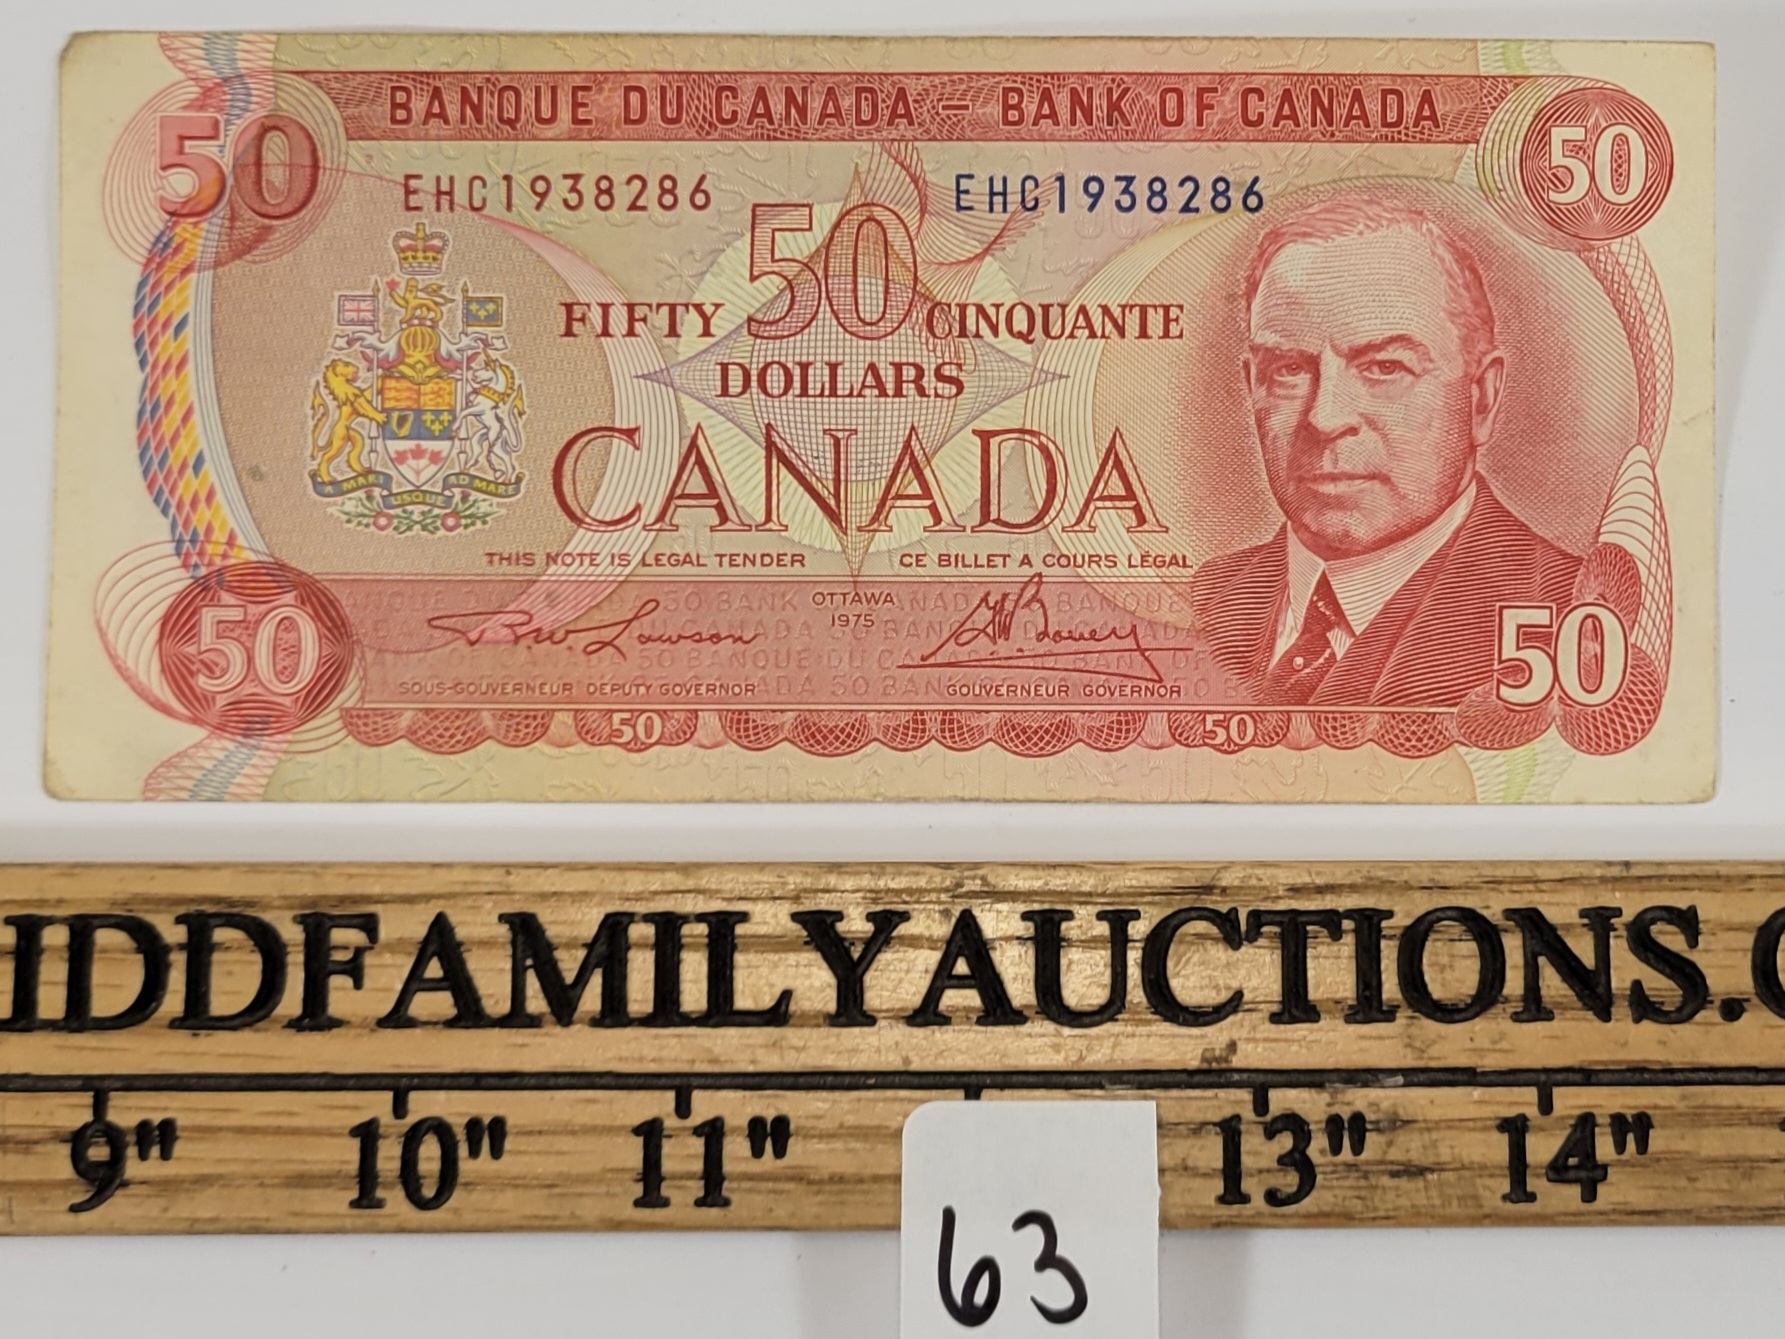 BANQUE DU CANADA – BANK OF CANADA
50
50
EHC1938286
EHC1938286
FIFTY 50 CINQUANTE
DOLLARS
CANADA
A MARI USQUE AD MARE
THIS NOTE IS LEGAL TENDER
CE BILLET A COURS LÉGAL
OTTAWA
1975
50
50
SOUS-GOUVERNEUR DEPUTY GOVERNOR
GOUVERNEUR GOVERNOR
50
50
IDDFAMILYAUCTIONS.C
9" 10" 11" 13" 14"
63